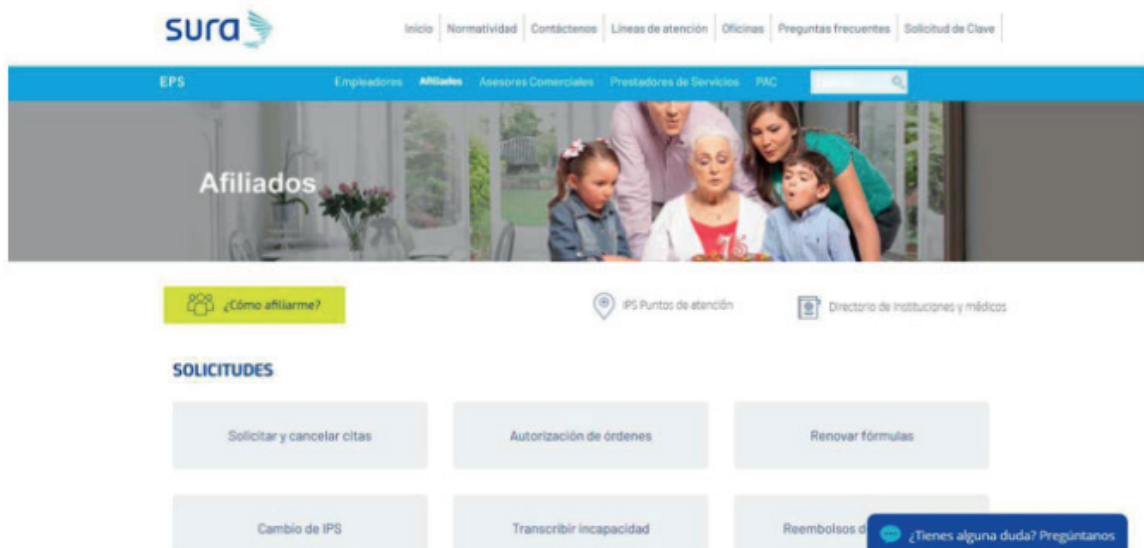 sura
Inicio Normatividad Contáctenos Líneas de atención Oficinas Preguntas frecuentes Solicitud de Clave
EPS Empleadores Afiliados Asesores Comerciales Prestadores de Servicios PAC
Afiliados
76
¿Cómo afiliarme? IPS Puntos de atención Directorio de instituciones y médicos
SOLICITUDES
Solicitar y cancelar citas Autorización de órdenes Renovar fórmulas
Cambio de IPS Transcribir incapacidad Reembolsos
¿Tienes alguna duda? Pregúntanos